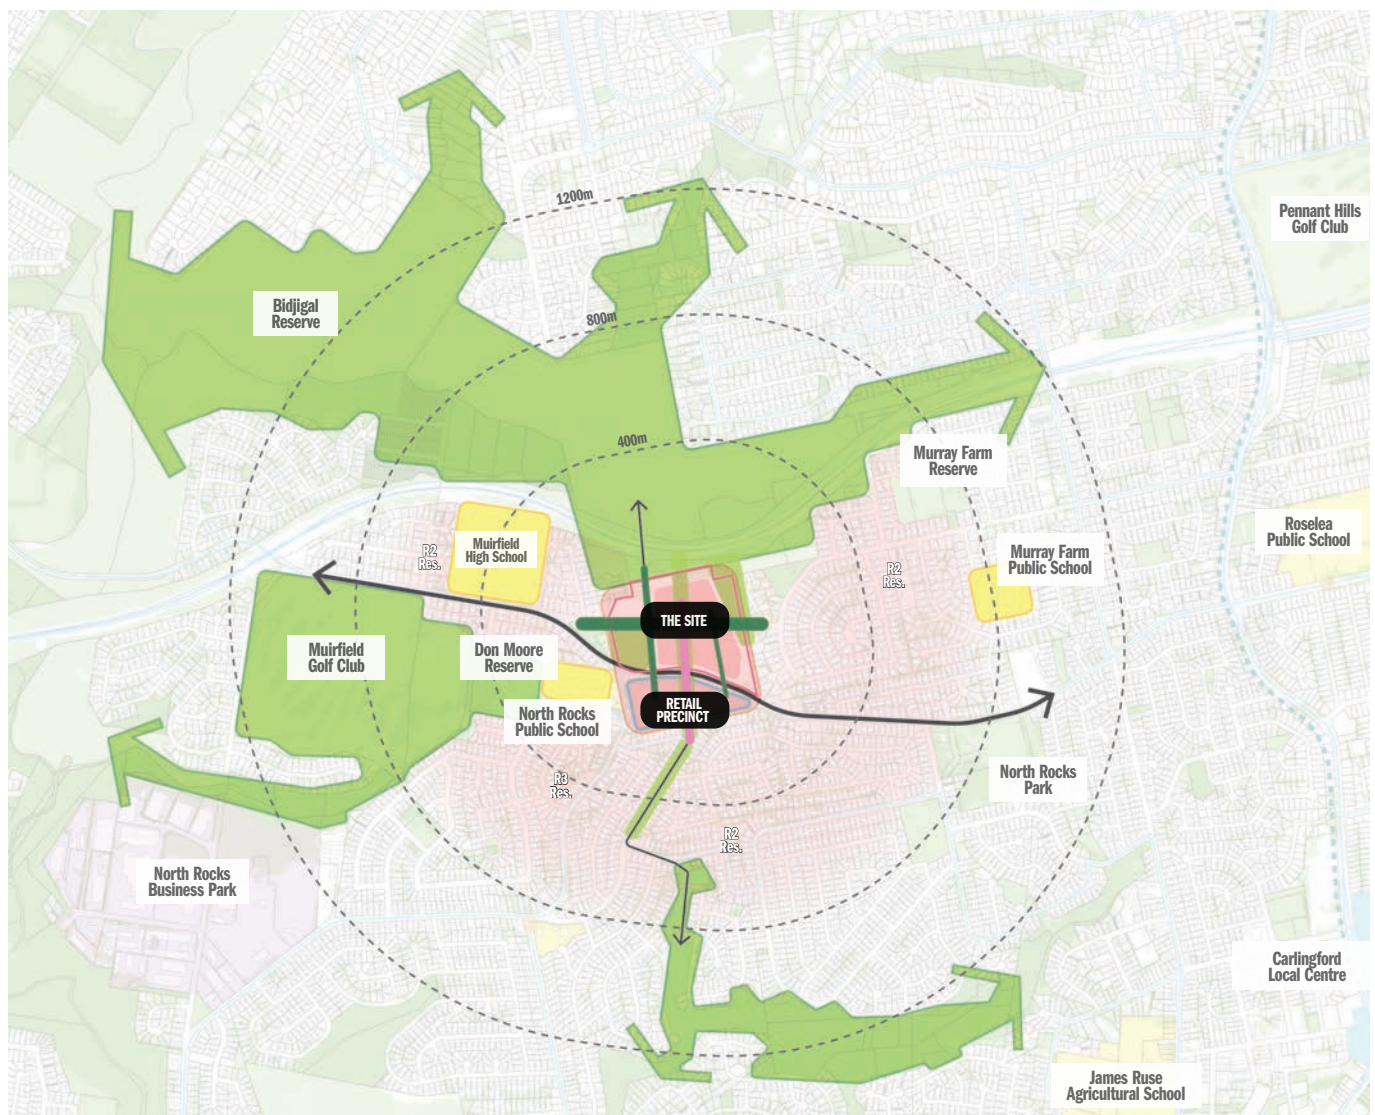 1200m
Pennant Hills
Golf Club
Bidjigal
Reserve
800m
400m
Murray Farm
Reserve
Roselea
Public School
Muirfield
High School
R2
Res.
Murray Farm
Public School
R2
Res.
THE SITE
Muirfield
Golf Club
Don Moore
Reserve
RETAIL
PRECINCT
North Rocks
Public School
R3
Res.
North Rocks
Park
R2
Res.
North Rocks
Business Park
Carlingford
Local Centre
James Ruse
Agricultural School